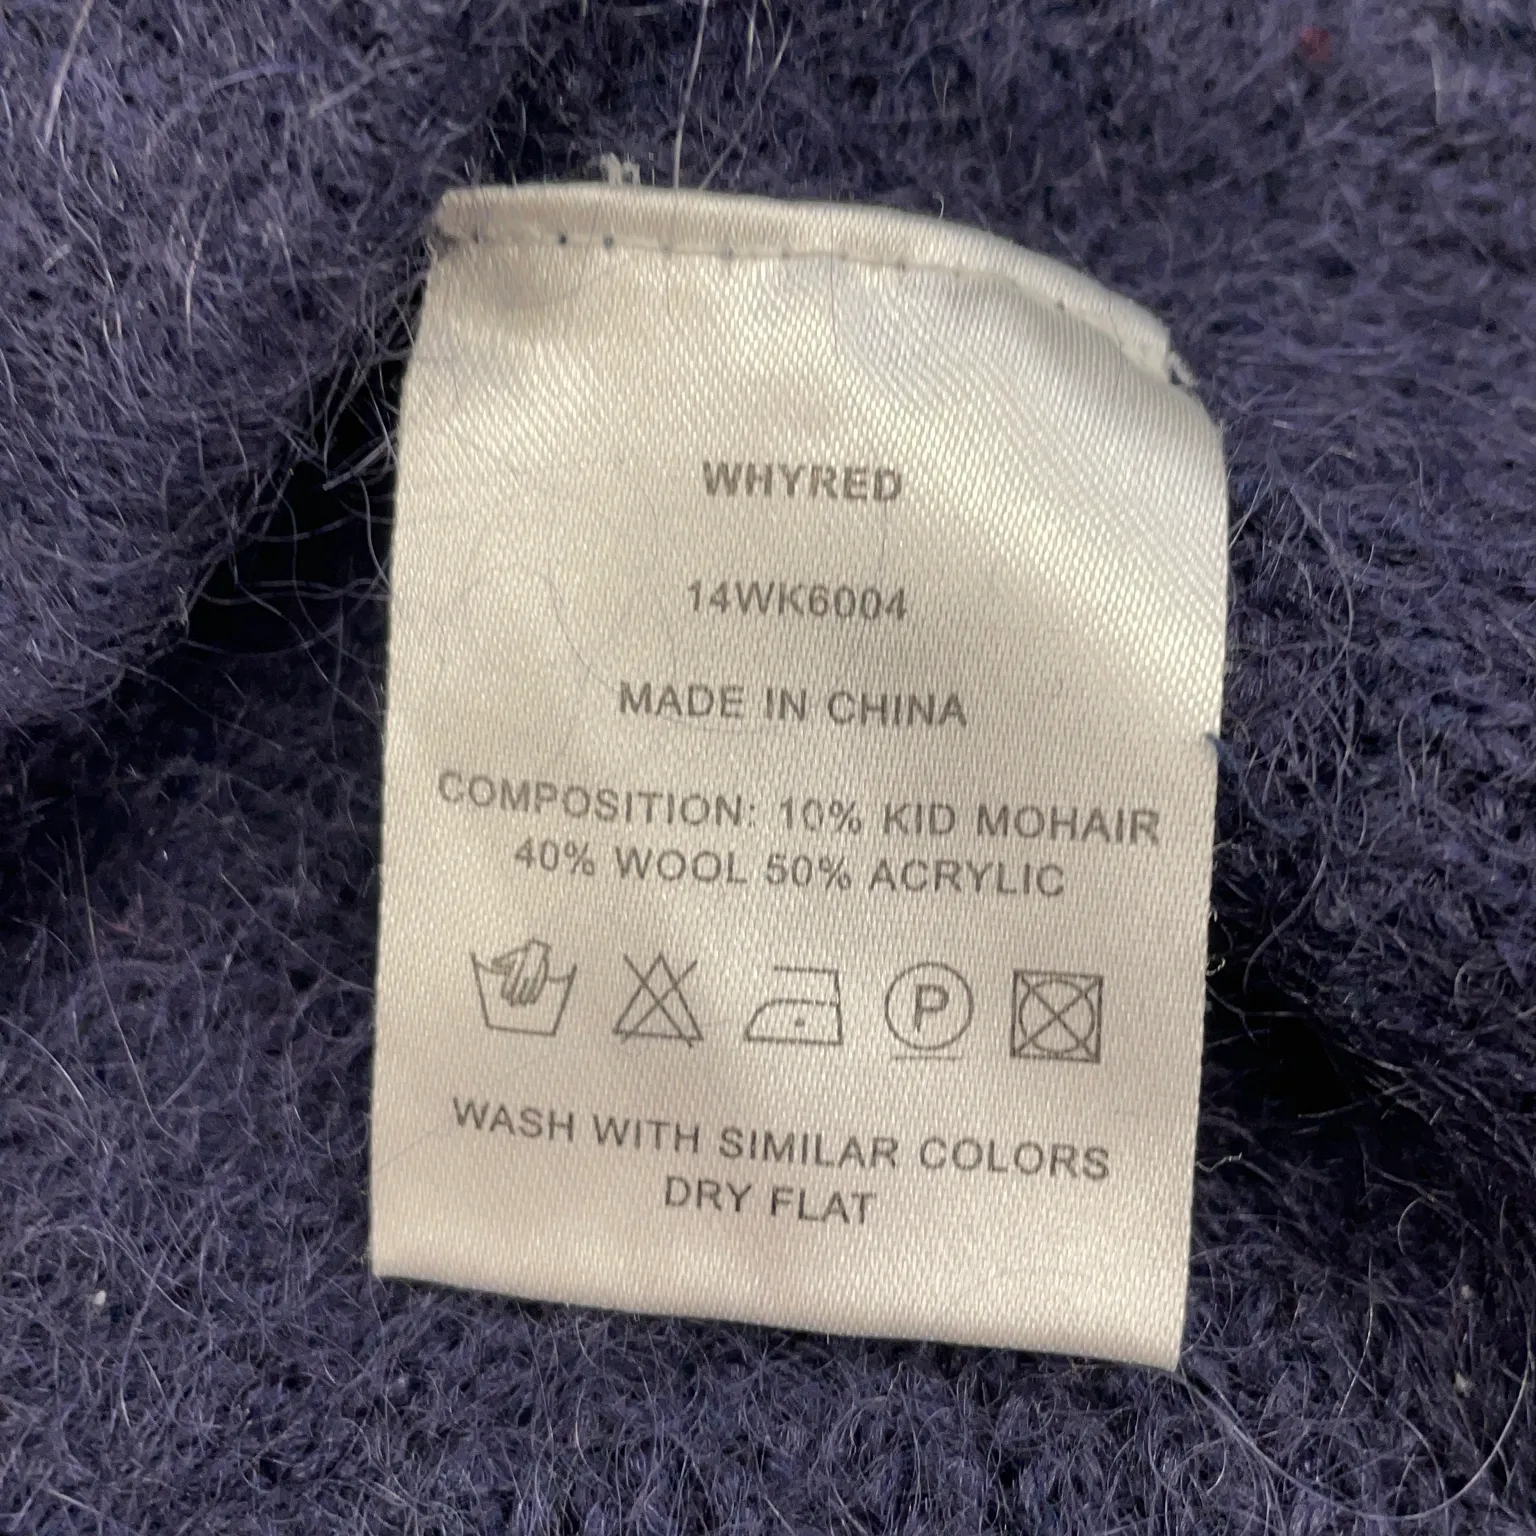 WHYRED
14WK6004
MADE IN CHINA
COMPOSITION: 10% KID MOHAIR
40% WOOL 50% ACRYLIC
P
WASH WITH SIMILAR COLORS
DRY FLAT